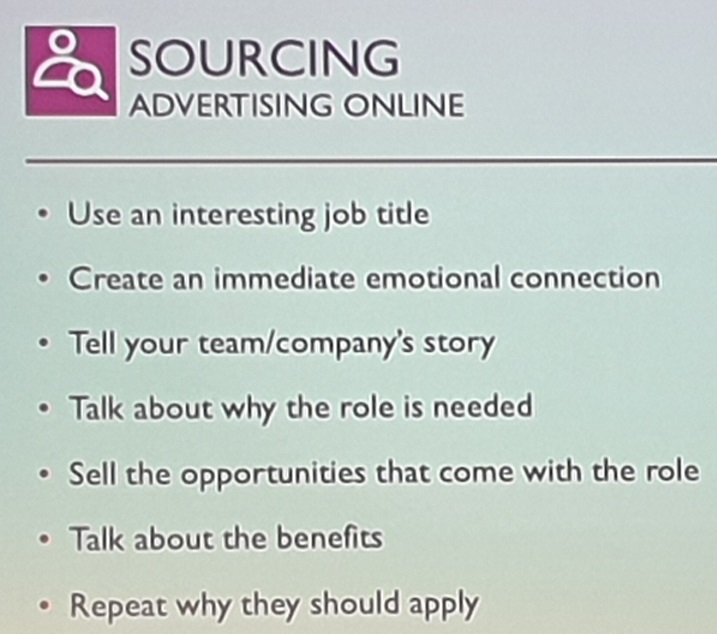 SOURCING
ADVERTISING ONLINE
• Use an interesting job title
• Create an immediate emotional connection
• Tell your team/company's story
• Talk about why the role is needed
• Sell the opportunities that come with the role
• Talk about the benefits
• Repeat why they should apply